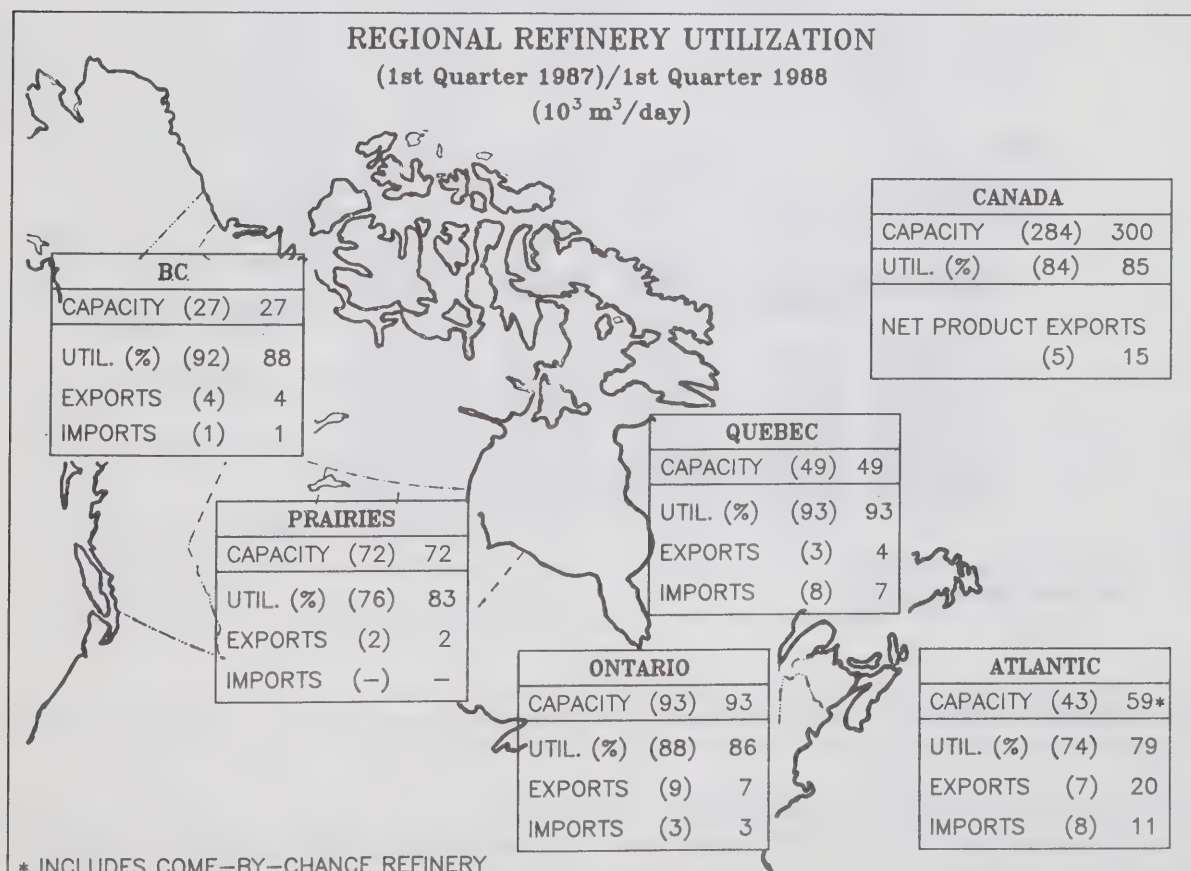 REGIONAL REFINERY UTILIZATION
(1st Quarter 1987)/1st Quarter 1988
(10³ m³/day)
CANADA
CAPACITY (284) 300
UTIL. (%) (84) 85
NET PRODUCT EXPORTS
(5) 15
BC.
CAPACITY (27) 27
UTIL. (%) (92) 88
EXPORTS (4) 4
IMPORTS (1) 1
QUEBEC
CAPACITY (49) 49
UTIL. (%) (93) 93
EXPORTS (3) 4
IMPORTS (8) 7
PRAIRIES
CAPACITY (72) 72
UTIL. (%) (76) 83
EXPORTS (2) 2
IMPORTS (—) —
ONTARIO
CAPACITY (93) 93
UTIL. (%) (88) 86
EXPORTS (9) 7
IMPORTS (3) 3
ATLANTIC
CAPACITY (43) 59*
UTIL. (%) (74) 79
EXPORTS (7) 20
IMPORTS (8) 11
* INCLUDES COME—BY—CHANCE REFINERY